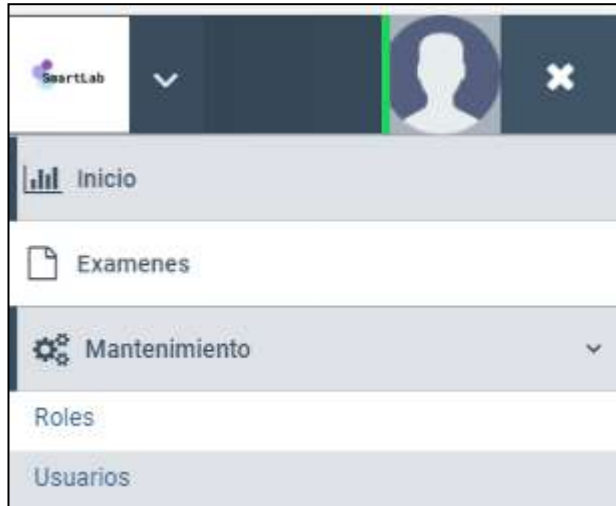 SmartLab
Inicio
Examenes
Mantenimiento
Roles
Usuarios